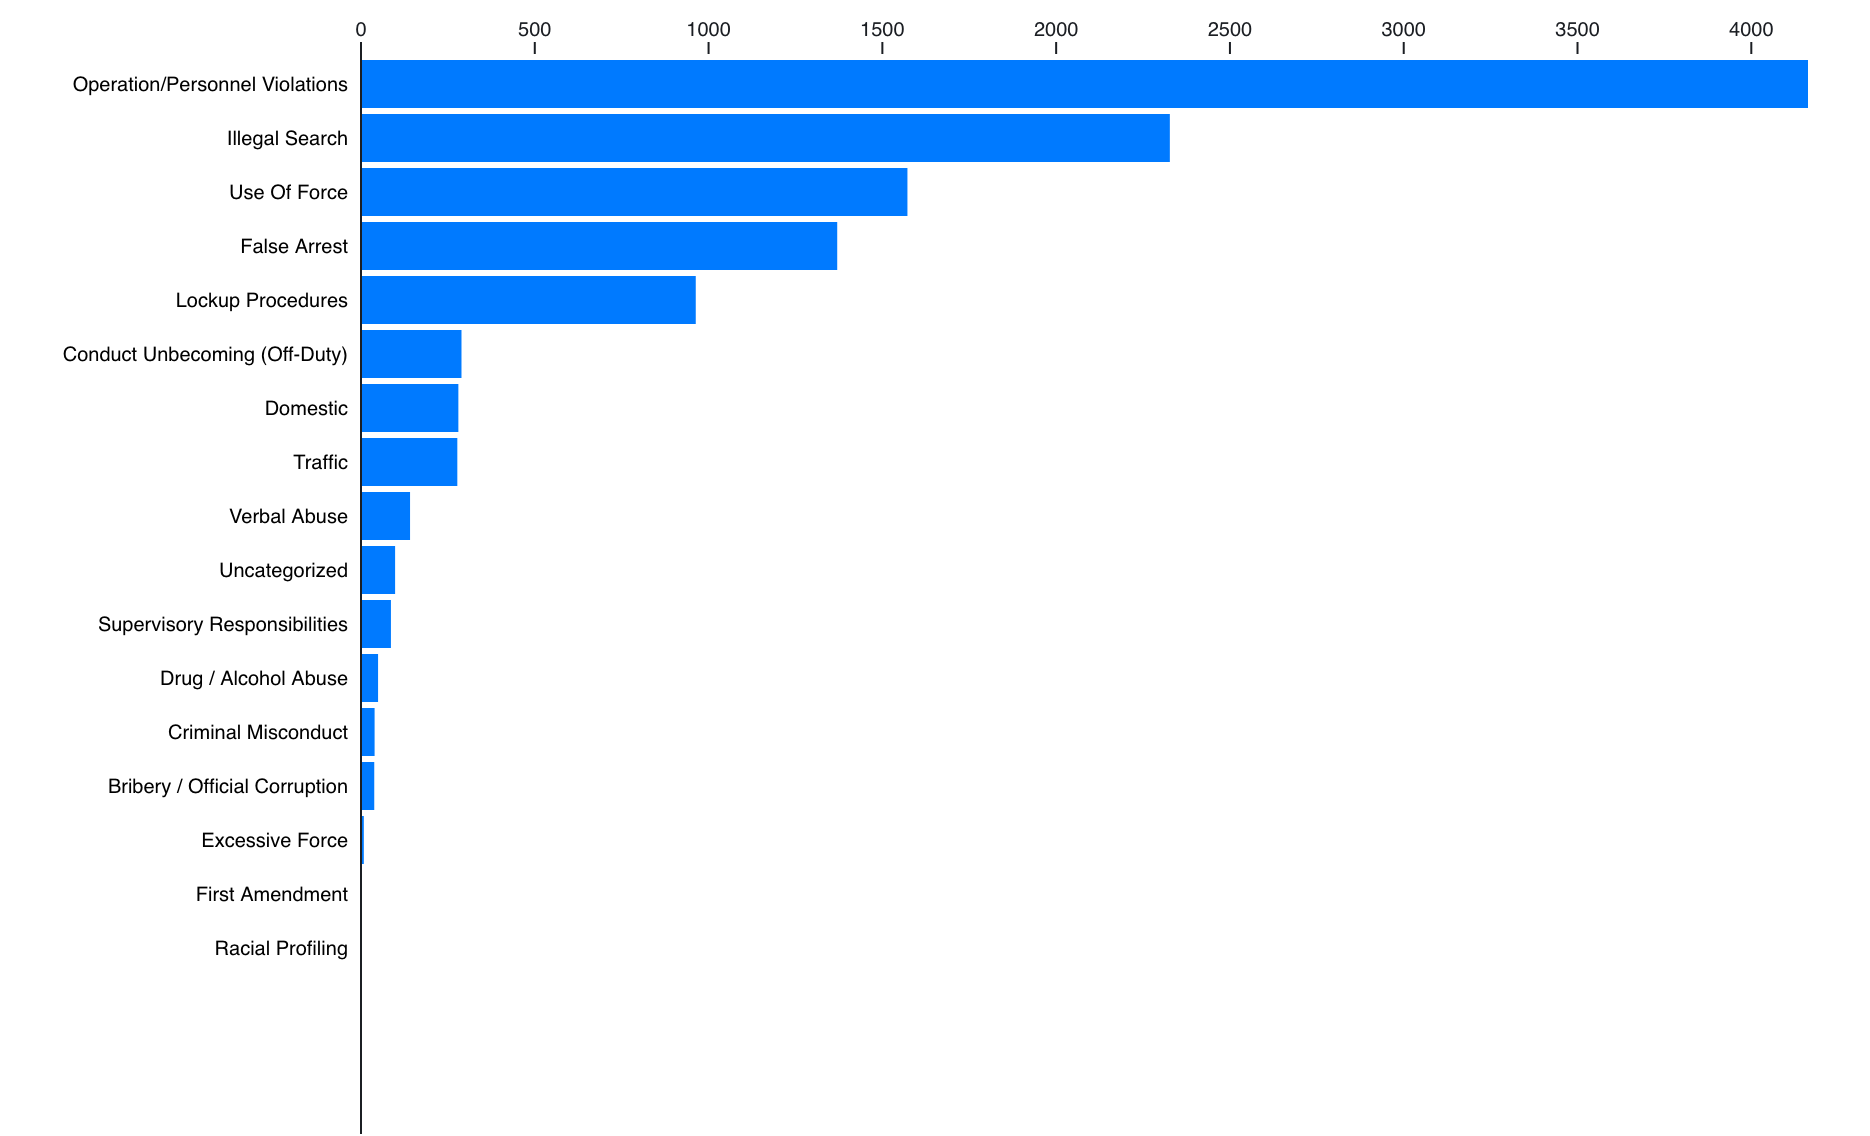 0 500 1000 1500 2000 2500 3000 3500 4000
Operation/Personnel Violations
Illegal Search
Use Of Force
False Arrest
Lockup Procedures
Conduct Unbecoming (Off-Duty)
Domestic
Traffic
Verbal Abuse
Uncategorized
Supervisory Responsibilities
Drug / Alcohol Abuse
Criminal Misconduct
Bribery / Official Corruption
Excessive Force
First Amendment
Racial Profiling